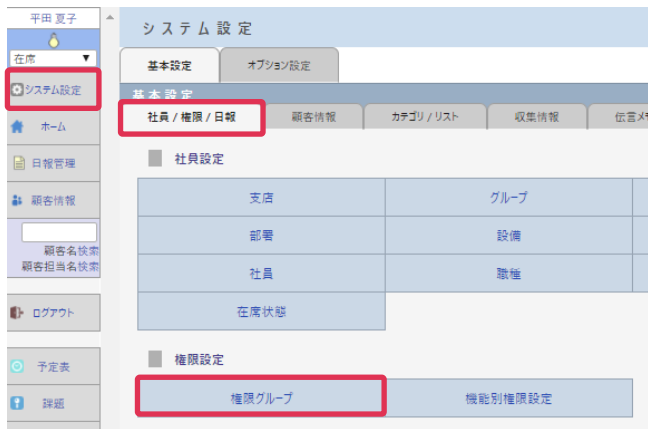 平田 夏子
在席 ▼
システム設定
ホーム
日報管理
顧客情報
顧客名検索
顧客担当名検索
ログアウト
予定表
課題
システム設定
基本設定 オプション設定
基本設定
社員 / 権限 / 日報 顧客情報 カテゴリ / リスト 収集情報 伝言メモ
社員設定
支店 グループ
部署 設備
社員 職種
在席状態
権限設定
権限グループ 機能別権限設定